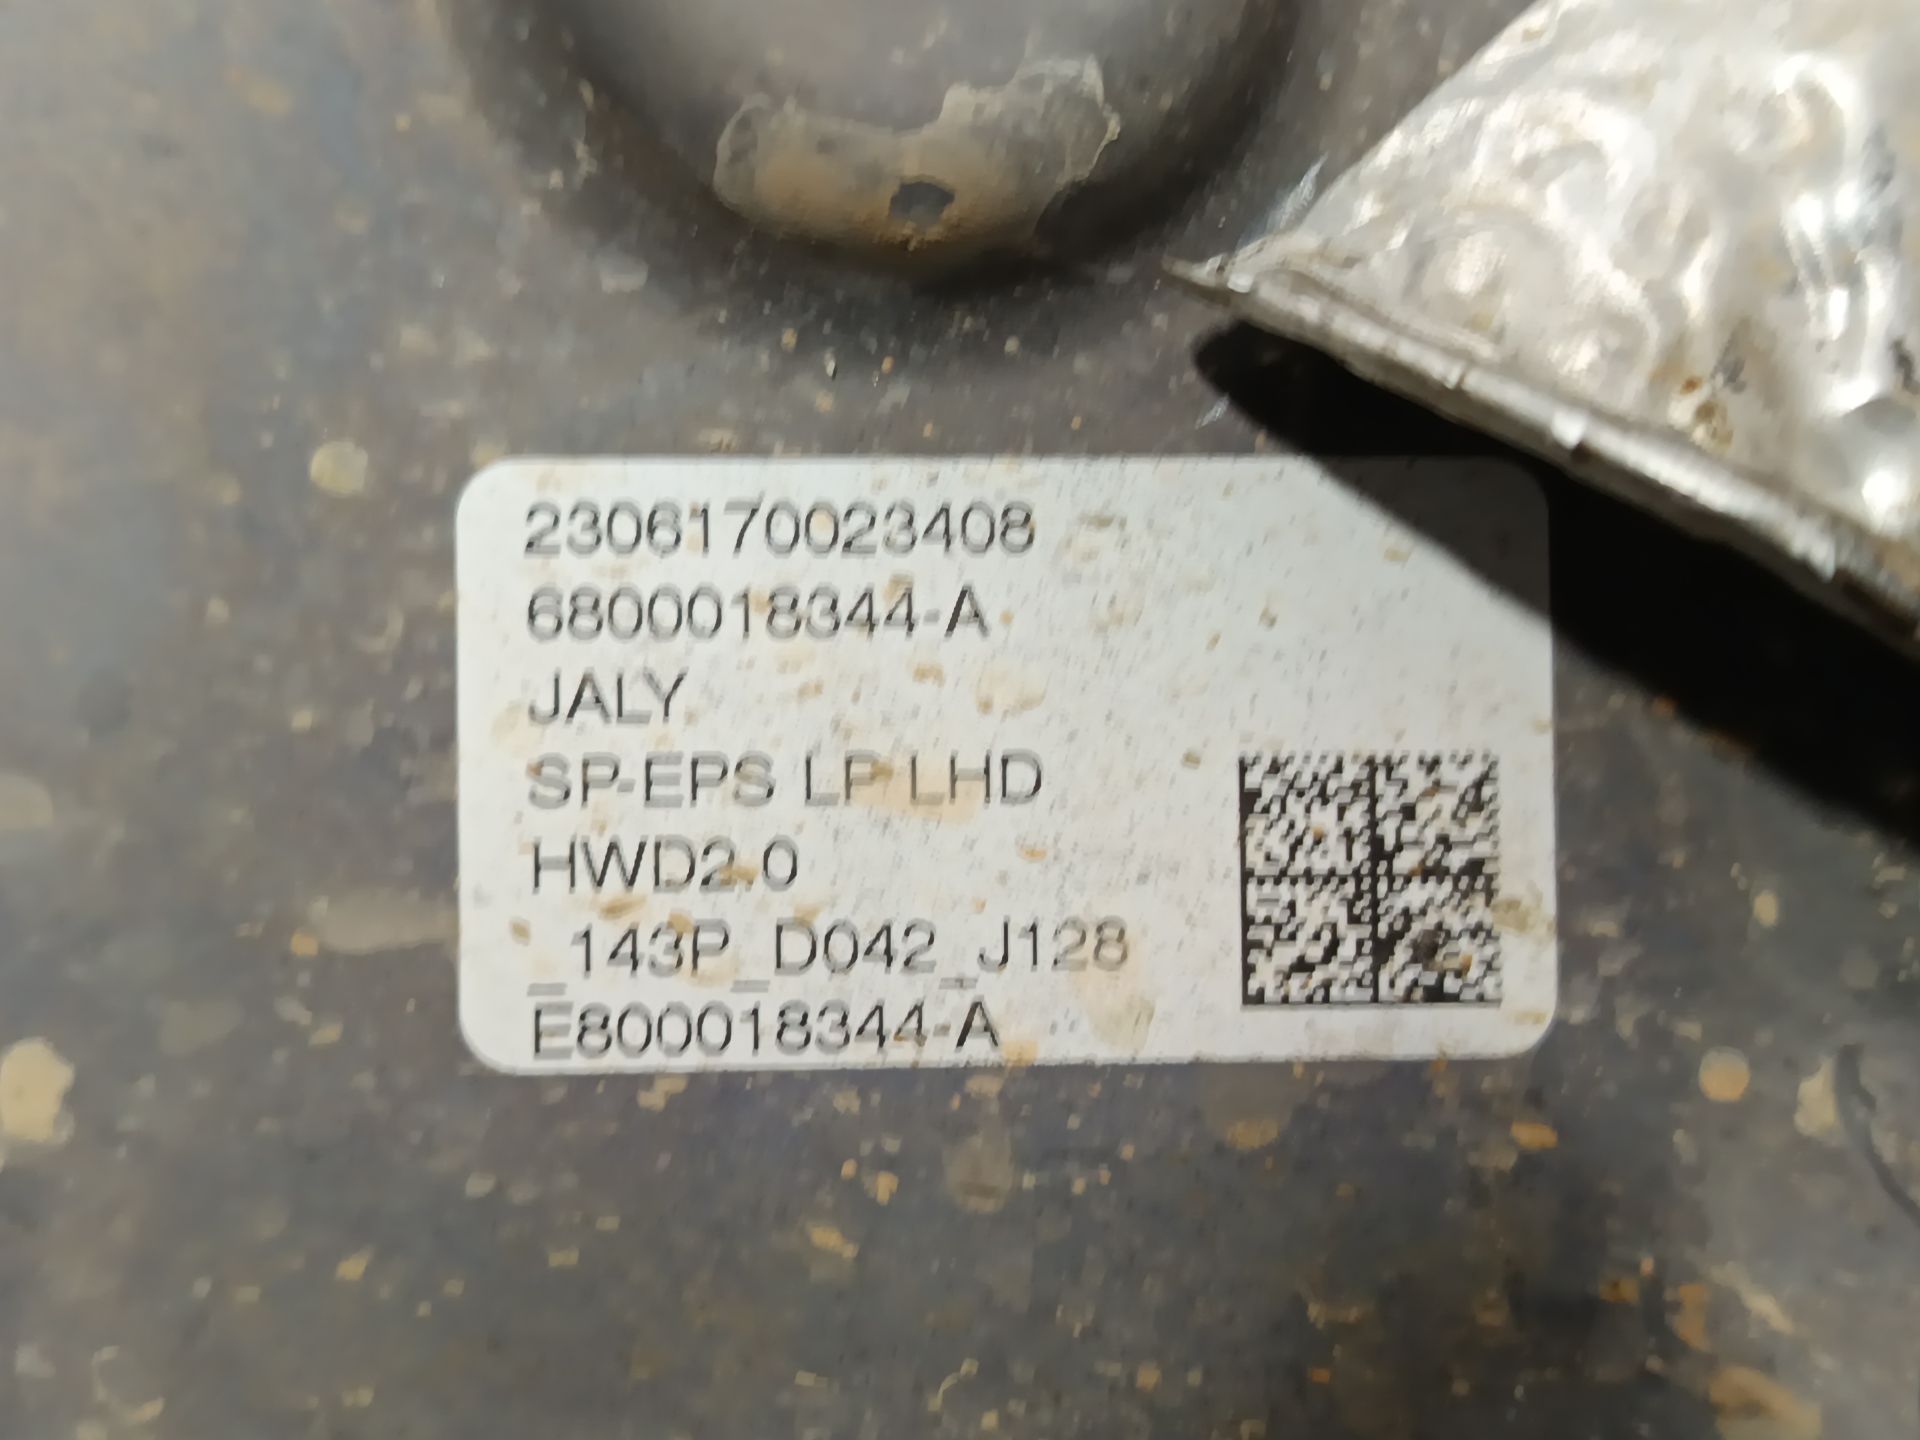 2306170023408
6800018344-A
JALY
SP-EPS LP LHD
HWD2.0
_143P_D042_J128
E800018344-A